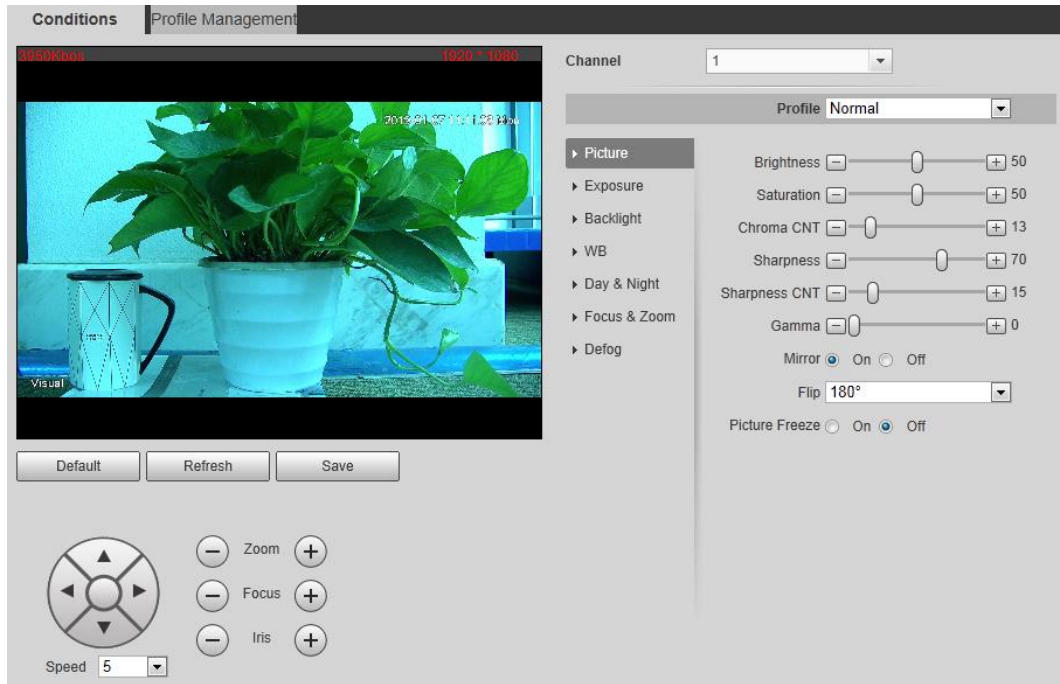 Conditions Profile Management
3950Kbps 1920 * 1080
Visual
Default Refresh Save
Zoom
Focus
Iris
Speed 5
Channel 1
Profile Normal
Picture
Exposure
Backlight
WB
Day & Night
Focus & Zoom
Defog
Brightness 50
Saturation 50
Chroma CNT 13
Sharpness 70
Sharpness CNT 15
Gamma 0
Mirror On Off
Flip 180°
Picture Freeze On Off